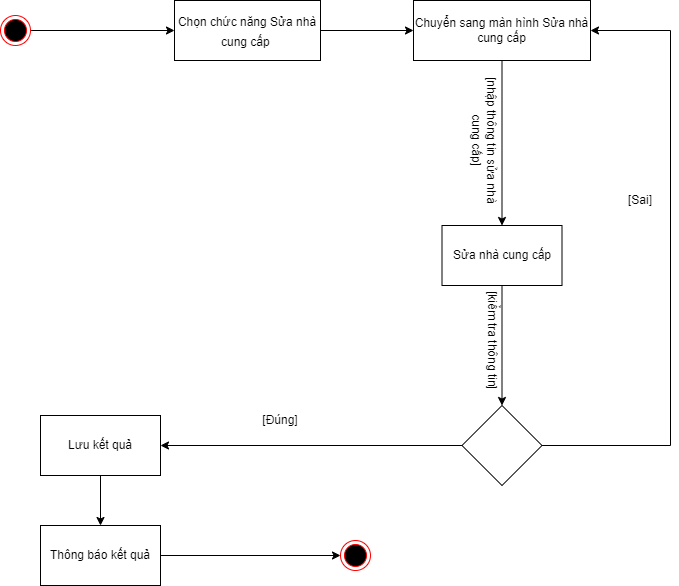 Chọn chức năng Sửa nhà
cung cấp
Chuyển sang màn hình Sửa nhà
cung cấp
[nhập thông tin sửa nhà
cung cấp]
[Sai]
Sửa nhà cung cấp
[kiểm tra thông tin]
[Đúng]
Lưu kết quả
Thông báo kết quả